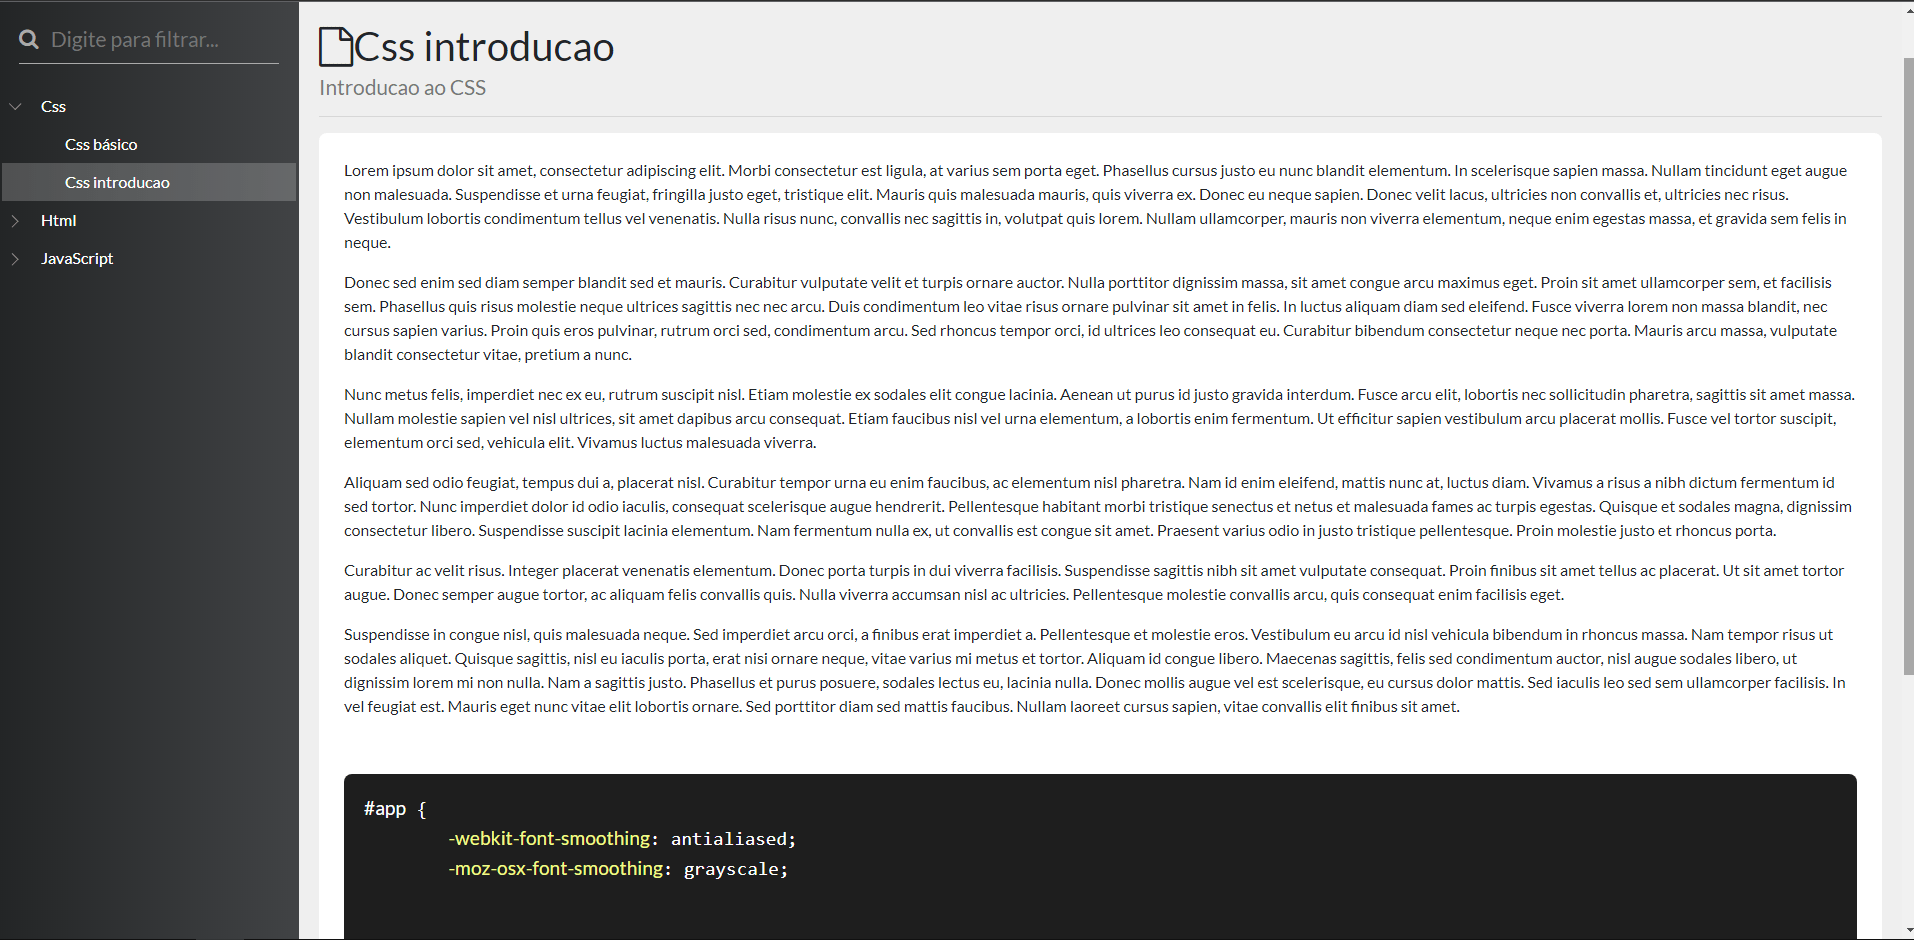 Digite para filtrar...
Css
Css básico
Css introducao
Html
JavaScript
Css introducao
Introducao ao CSS
Lorem ipsum dolor sit amet, consectetur adipiscing elit. Morbi consectetur est ligula, at varius sem porta eget. Phasellus cursus justo eu nunc blandit elementum. In scelerisque sapien massa. Nullam tincidunt eget augue
non malesuada. Suspendisse et urna feugiat, fringilla justo eget, tristique elit. Mauris quis malesuada mauris, quis viverra ex. Donec eu neque sapien. Donec velit lacus, ultricies non convallis et, ultricies nec risus.
Vestibulum lobortis condimentum tellus vel venenatis. Nulla risus nunc, convallis nec sagittis in, volutpat quis lorem. Nullam ullamcorper, mauris non viverra elementum, neque enim egestas massa, et gravida sem felis in
neque.
Donec sed enim sed diam semper blandit sed et mauris. Curabitur vulputate velit et turpis ornare auctor. Nulla porttitor dignissim massa, sit amet congue arcu maximus eget. Proin sit amet ullamcorper sem, et facilisis
sem. Phasellus quis risus molestie neque ultrices sagittis nec nec arcu. Duis condimentum leo vitae risus ornare pulvinar sit amet in felis. In luctus aliquam diam sed eleifend. Fusce viverra lorem non massa blandit, nec
cursus sapien varius. Proin quis eros pulvinar, rutrum orci sed, condimentum arcu. Sed rhoncus tempor orci, id ultrices leo consequat eu. Curabitur bibendum consectetur neque nec porta. Mauris arcu massa, vulputate
blandit consectetur vitae, pretium a nunc.
Nunc metus felis, imperdiet nec ex eu, rutrum suscipit nisl. Etiam molestie ex sodales elit congue lacinia. Aenean ut purus id justo gravida interdum. Fusce arcu elit, lobortis nec sollicitudin pharetra, sagittis sit amet massa.
Nullam molestie sapien vel nisl ultrices, sit amet dapibus arcu consequat. Etiam faucibus nisl vel urna elementum, a lobortis enim fermentum. Ut efficitur sapien vestibulum arcu placerat mollis. Fusce vel tortor suscipit,
elementum orci sed, vehicula elit. Vivamus luctus malesuada viverra.
Aliquam sed odio feugiat, tempus dui a, placerat nisl. Curabitur tempor urna eu enim faucibus, ac elementum nisl pharetra. Nam id enim eleifend, mattis nunc at, luctus diam. Vivamus a risus a nibh dictum fermentum id
sed tortor. Nunc imperdiet dolor id odio iaculis, consequat scelerisque augue hendrerit. Pellentesque habitant morbi tristique senectus et netus et malesuada fames ac turpis egestas. Quisque et sodales magna, dignissim
consectetur libero. Suspendisse suscipit lacinia elementum. Nam fermentum nulla ex, ut convallis est congue sit amet. Praesent varius odio in justo tristique pellentesque. Proin molestie justo et rhoncus porta.
Curabitur ac velit risus. Integer placerat venenatis elementum. Donec porta turpis in dui viverra facilisis. Suspendisse sagittis nibh sit amet vulputate consequat. Proin finibus sit amet tellus ac placerat. Ut sit amet tortor
augue. Donec semper augue tortor, ac aliquam felis convallis quis. Nulla viverra accumsan nisl ac ultricies. Pellentesque molestie convallis arcu, quis consequat enim facilisis eget.
Suspendisse in congue nisl, quis malesuada neque. Sed imperdiet arcu orci, a finibus erat imperdiet a. Pellentesque et molestie eros. Vestibulum eu arcu id nisl vehicula bibendum in rhoncus massa. Nam tempor risus ut
sodales aliquet. Quisque sagittis, nisl eu iaculis porta, erat nisi ornare neque, vitae varius mi metus et tortor. Aliquam id congue libero. Maecenas sagittis, felis sed condimentum auctor, nisl augue sodales libero, ut
dignissim lorem mi non nulla. Nam a sagittis justo. Phasellus et purus posuere, sodales lectus eu, lacinia nulla. Donec mollis augue vel est scelerisque, eu cursus dolor mattis. Sed iaculis leo sed sem ullamcorper facilisis. In
vel feugiat est. Mauris eget nunc vitae elit lobortis ornare. Sed porttitor diam sed mattis faucibus. Nullam laoreet cursus sapien, vitae convallis elit finibus sit amet.
#app {
-webkit-font-smoothing: antialiased;
-moz-osx-font-smoothing: grayscale;